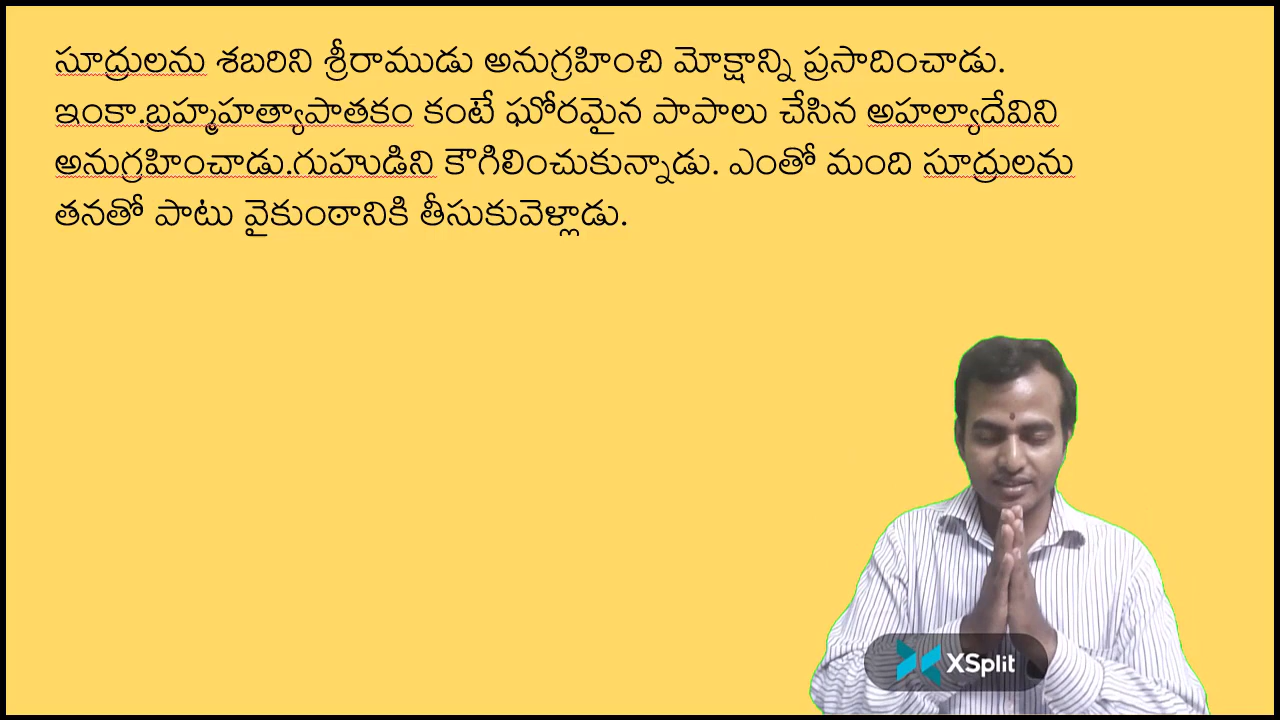 సూద్రులను శబరిని శ్రీరాముడు అనుగ్రహించి మోక్షాన్ని ప్రసాదించాడు.
ఇంకా.బ్రహ్మహత్యాపాతకం కంటే ఘోరమైన పాపాలు చేసిన అహల్యాదేవిని
అనుగ్రహించాడు.గుహుడిని కౌగిలించుకున్నాడు. ఎంతో మంది సూద్రులను
తనతో పాటు వైకుంఠానికి తీసుకువెళ్లాడు.
XSplit